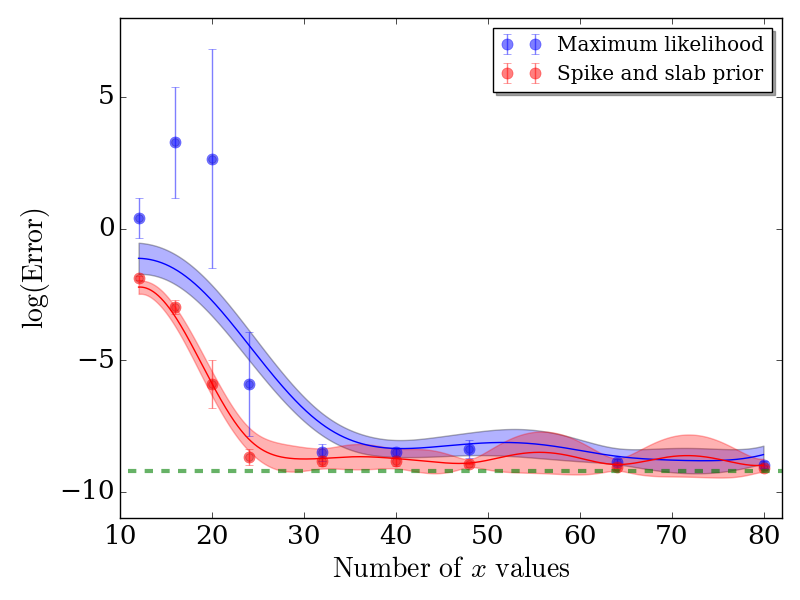 Maximum likelihood
Spike and slab prior
5
0
−5
−10
log(Error)
10 20 30 40 50 60 70 80
Number of x values